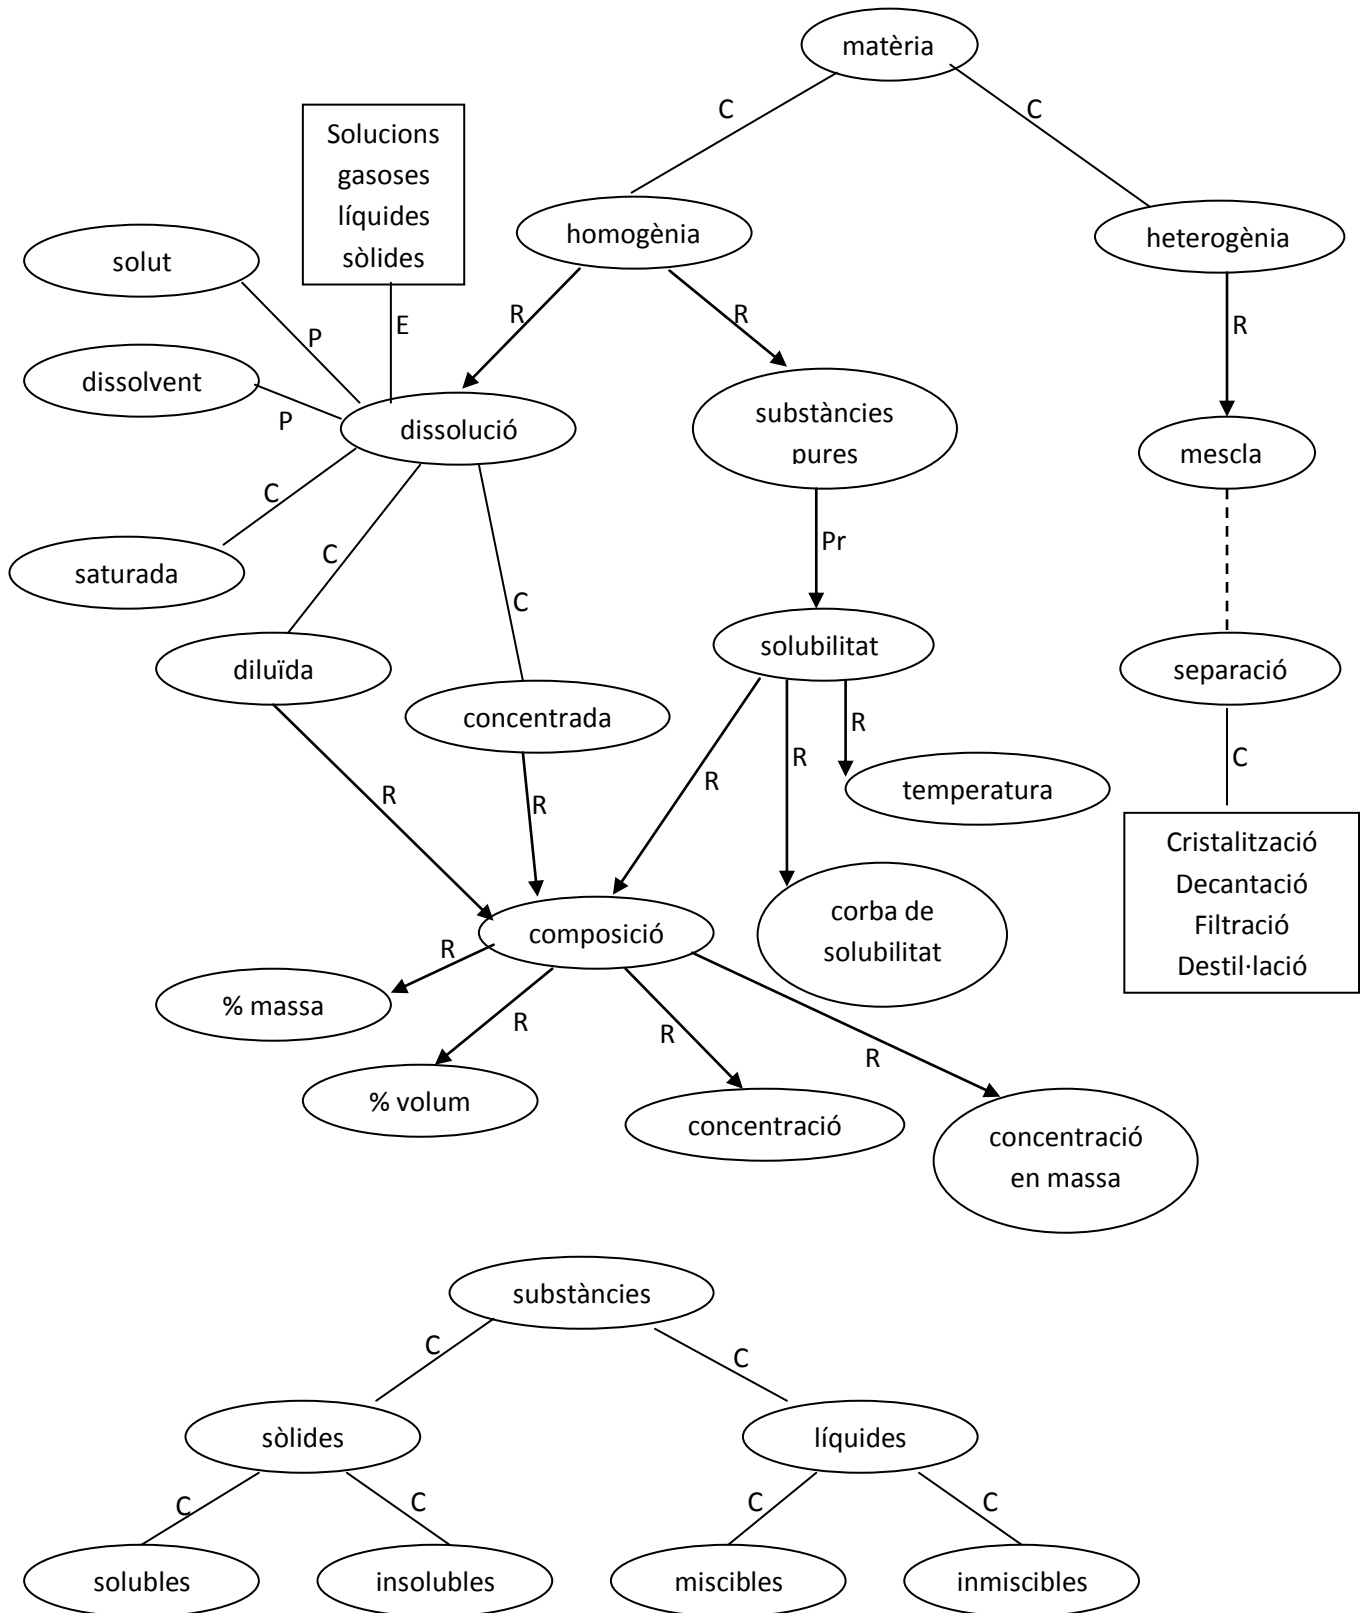 matèria
C
C
Solucions
gasoses
líquides
sòlides
homogènia
heterogènia
solut
P
E
R
R
R
dissolvent
P
dissolució
substàncies
pures
mescla
C
C
C
Pr
saturada
diluïda
concentrada
solubilitat
separació
R
R
R
R
R
C
temperatura
Cristalització
Decantació
Filtració
Destil·lació
composició
corba de
solubilitat
R
R
R
R
% massa
% volum
concentració
concentració
en massa
substàncies
C
C
sòlides
líquides
C
C
C
C
solubles
insolubles
miscibles
inmiscibles